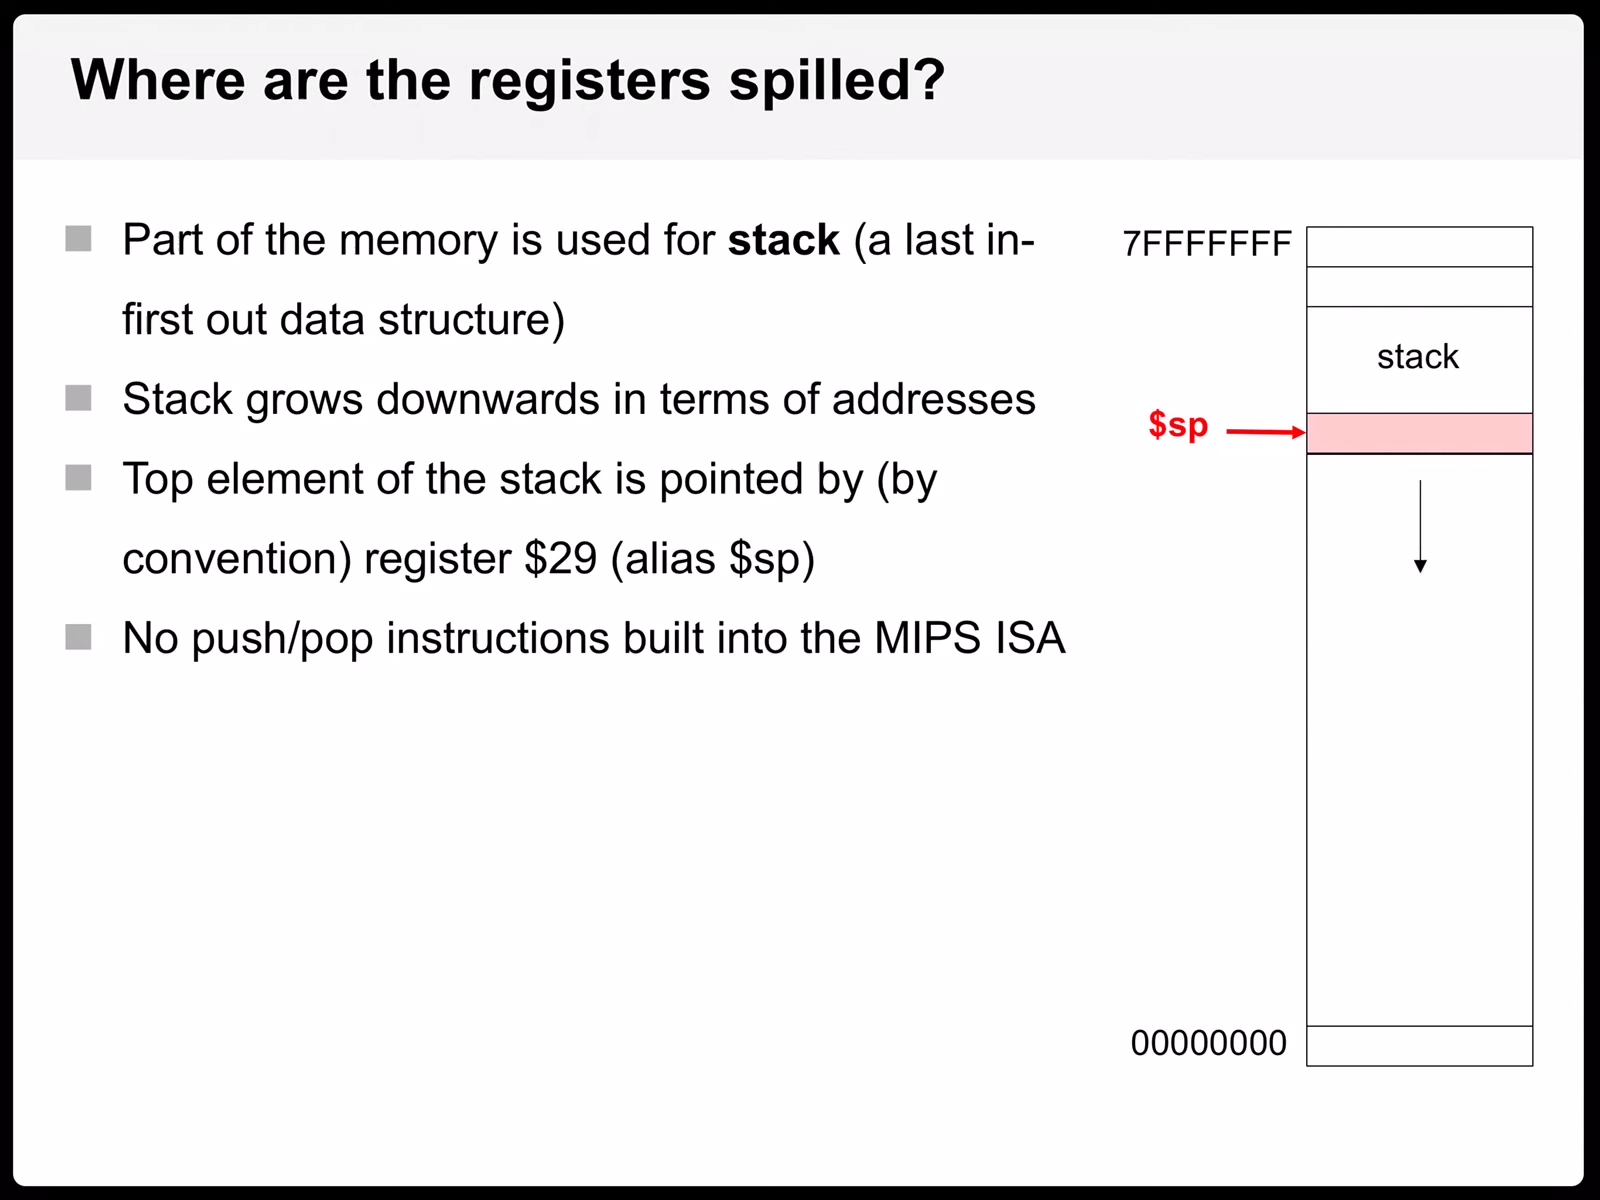 Where are the registers spilled?
Part of the memory is used for stack (a last in-
first out data structure)
Stack grows downwards in terms of addresses
Top element of the stack is pointed by (by
convention) register $29 (alias $sp)
No push/pop instructions built into the MIPS ISA
7FFFFFFF
stack
$sp
00000000